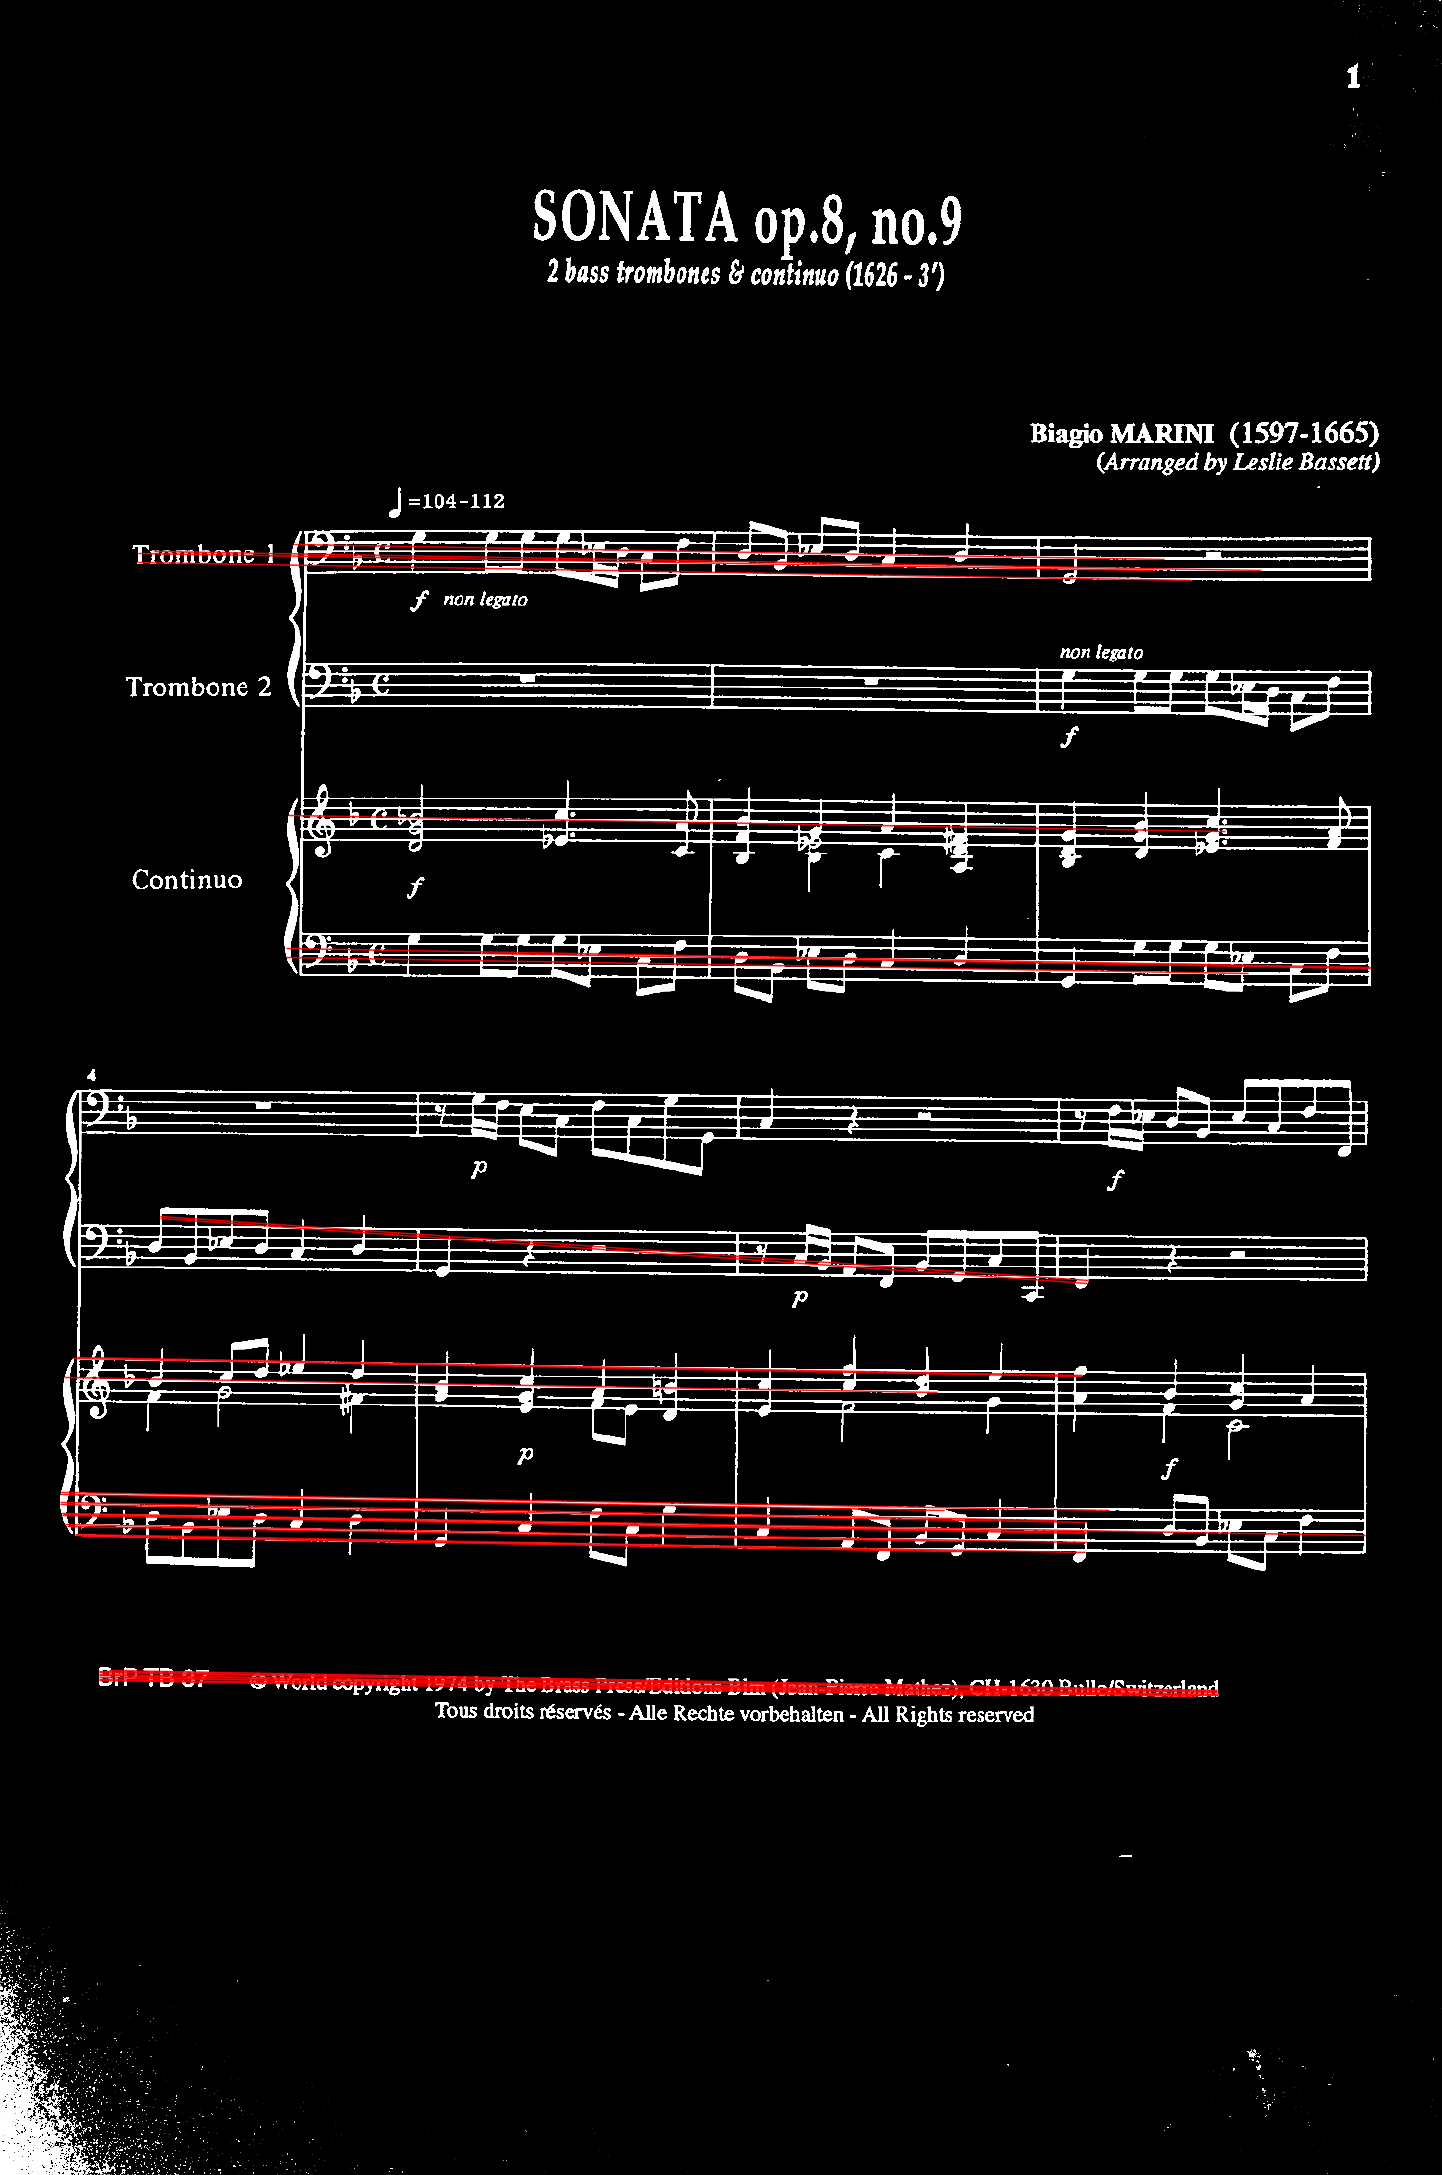 1
SONATA op.8, no.9
2 bass trombones & continuo (1626 - 3')
Biagio MARINI (1597-1665)
(Arranged by Leslie Bassett)
=104-112
Trombone 1
f non legato
non legato
Trombone 2
f
Continuo
f
4
p
f
p
p
f
BrP TB 37 © World copyright 1974 by The Brass Press/Editions Bim (Jean-Pierre Mathez), CH-1630 Bulle/Switzerland
Tous droits réservés - Alle Rechte vorbehalten - All Rights reserved